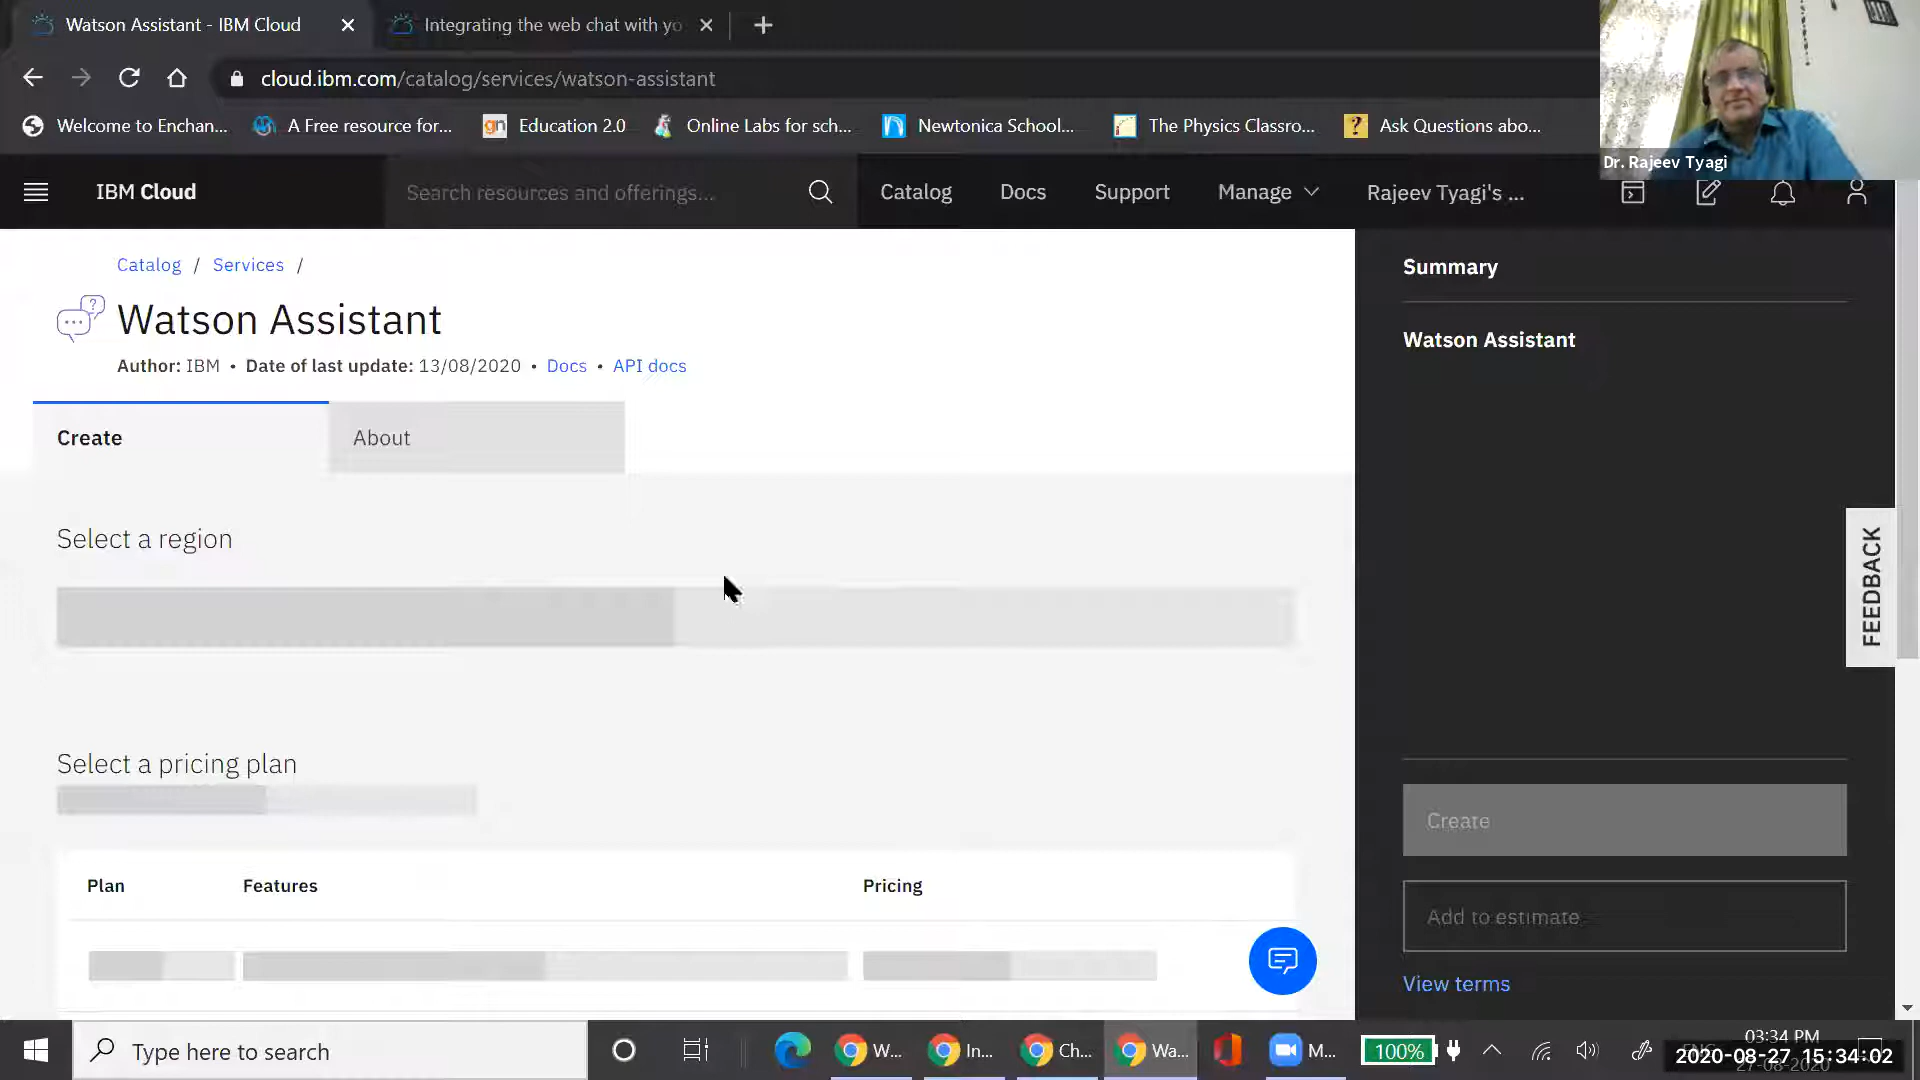 Watson Assistant - IBM Cloud
Integrating the web chat with yo
cloud.ibm.com/catalog/services/watson-assistant
Welcome to Enchan...
A Free resource for...
gn Education 2.0
Online Labs for sch...
Newtonica School...
The Physics Classro...
? Ask Questions abo...
Dr. Rajeev Tyagi
IBM Cloud
Search resources and offerings...
Catalog
Docs
Support
Manage
Rajeev Tyagi's ...
Catalog / Services /
Watson Assistant
Author: IBM • Date of last update: 13/08/2020 • Docs • API docs
Create
About
Select a region
Select a pricing plan
Plan
Features
Pricing
Summary
Watson Assistant
Create
Add to estimate
View terms
FEEDBACK
Type here to search
W...
In...
Ch...
Wa...
M...
100%
03:34 PM
ENG
2020-08-27 15:34:02
27-08-2020